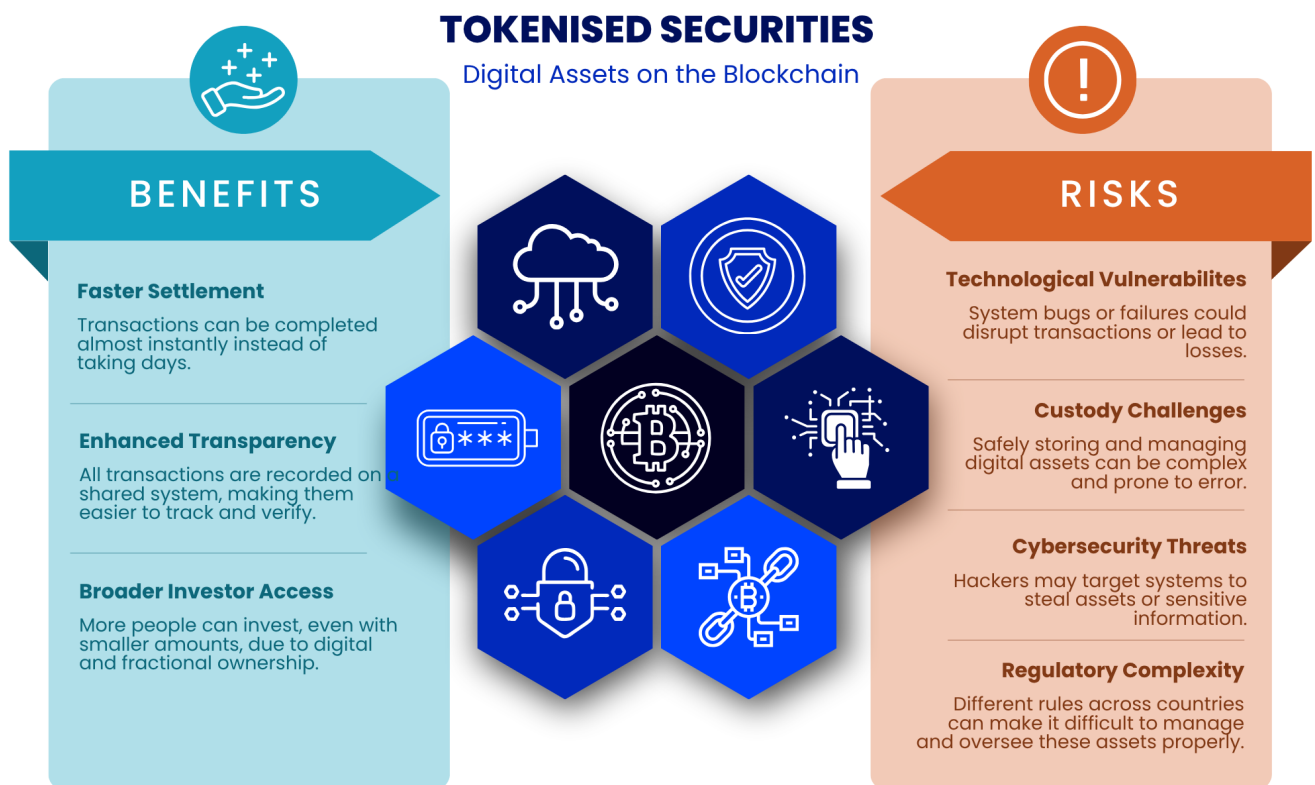 TOKENISED SECURITIES
Digital Assets on the Blockchain
BENEFITS
Faster Settlement
Transactions can be completed
almost instantly instead of
taking days.
Enhanced Transparency
All transactions are recorded on a
shared system, making them
easier to track and verify.
Broader Investor Access
More people can invest, even with
smaller amounts, due to digital
and fractional ownership.
***
RISKS
Technological Vulnerabilites
System bugs or failures could
disrupt transactions or lead to
losses.
Custody Challenges
Safely storing and managing
digital assets can be complex
and prone to error.
Cybersecurity Threats
Hackers may target systems to
steal assets or sensitive
information.
Regulatory Complexity
Different rules across countries
can make it difficult to manage
and oversee these assets properly.